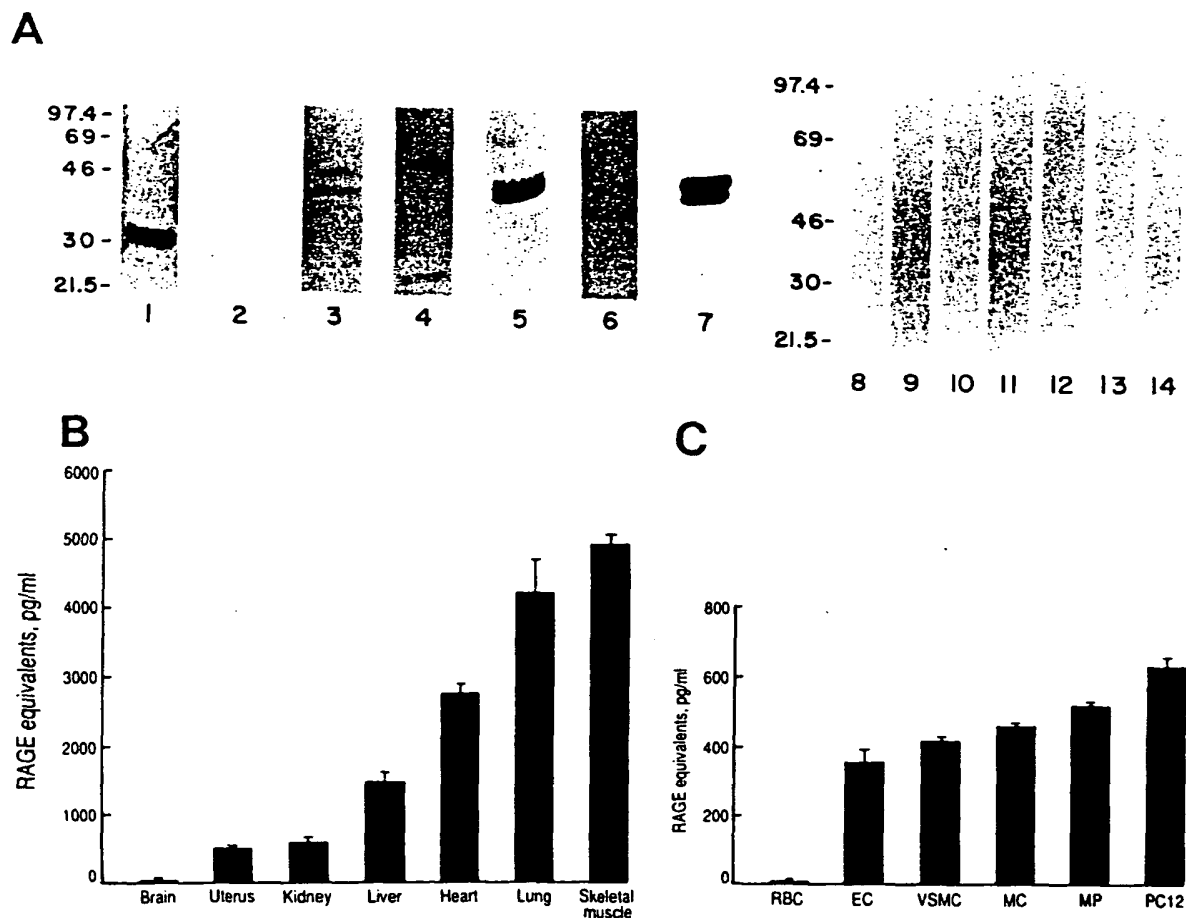 A
97.4 -
69 -
46 -
30 -
21.5 -
1 2 3 4 5 6 7
97.4 -
69 -
46 -
30 -
21.5 -
8 9 10 11 12 13 14
B
RAGE equivalents, pg/ml
6000
5000
4000
3000
2000
1000
0
Brain Uterus Kidney Liver Heart Lung Skeletal
muscle
C
RAGE equivalents, pg/ml
800
600
400
200
0
RBC EC VSMC MC MP PC12